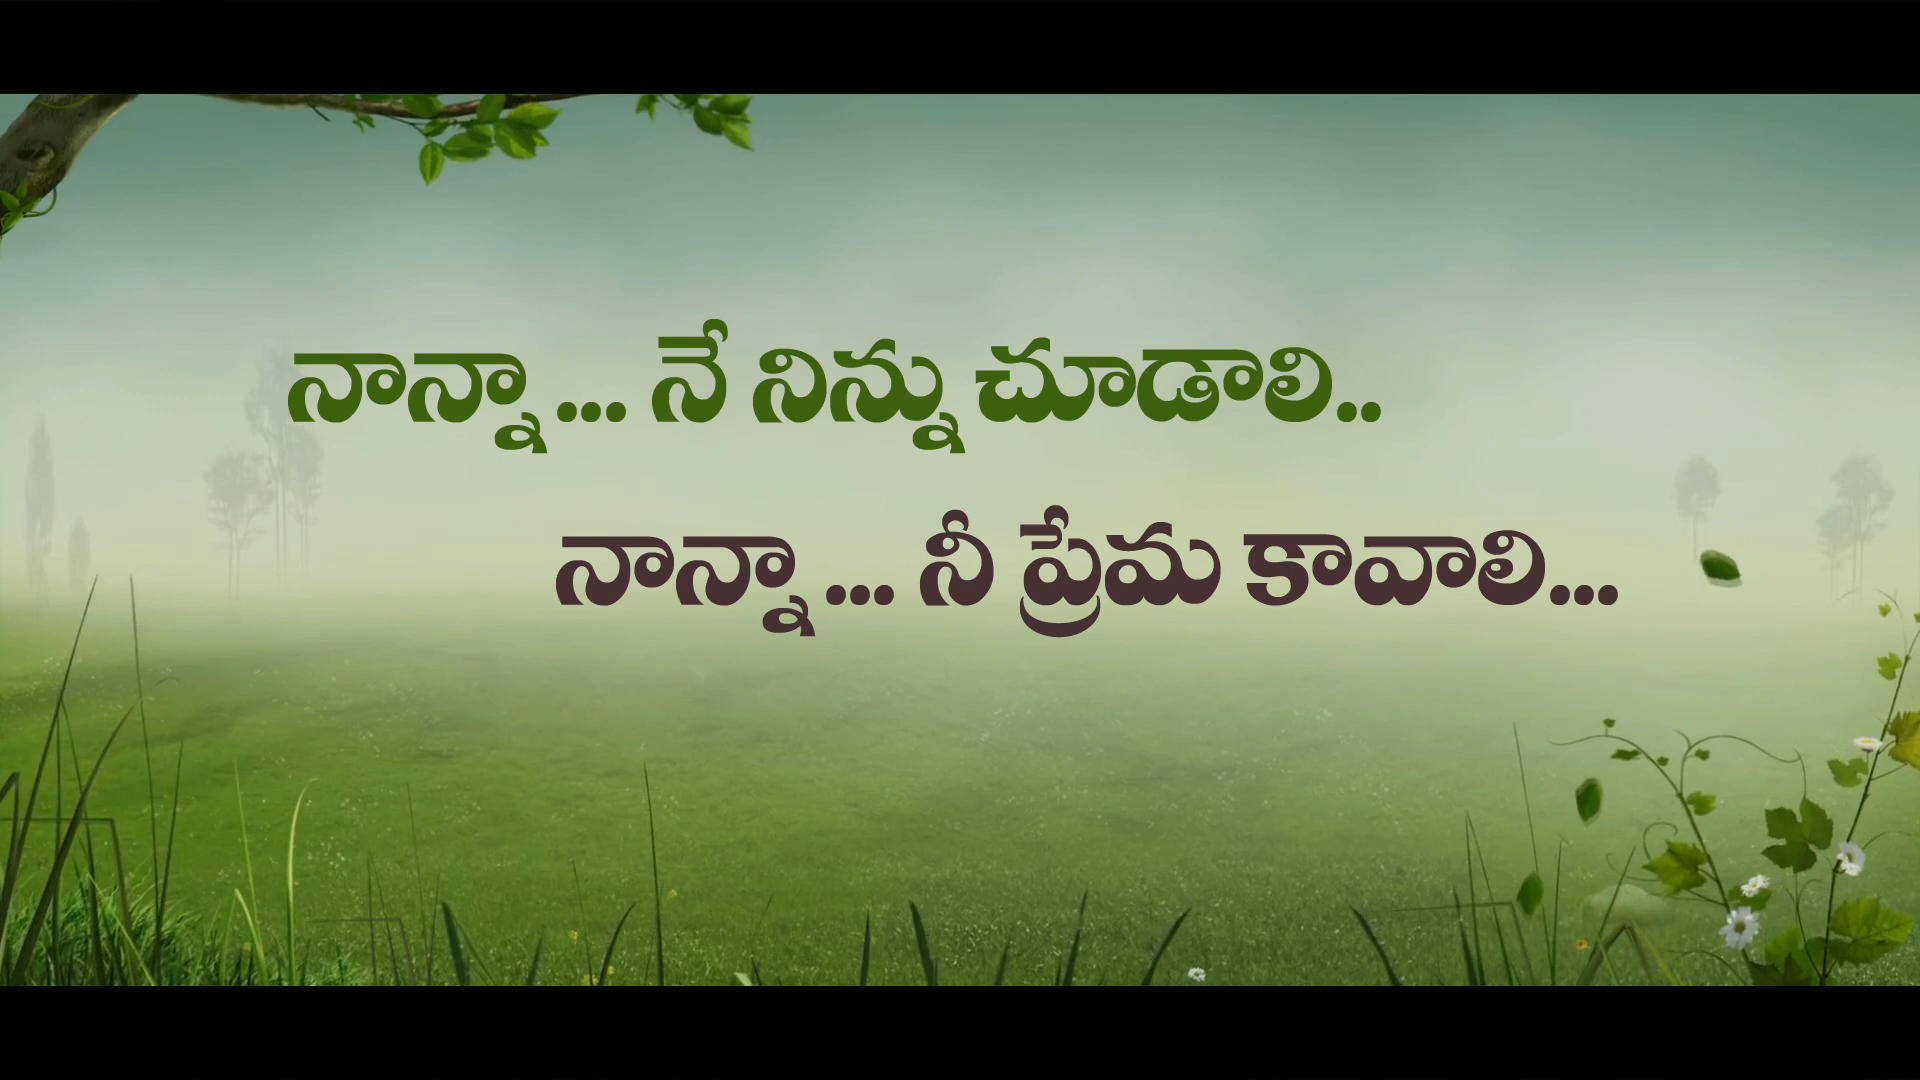 నాన్నా... నే నిన్ను చూడాలి..
నాన్నా... నీ ప్రేమ కావాలి...